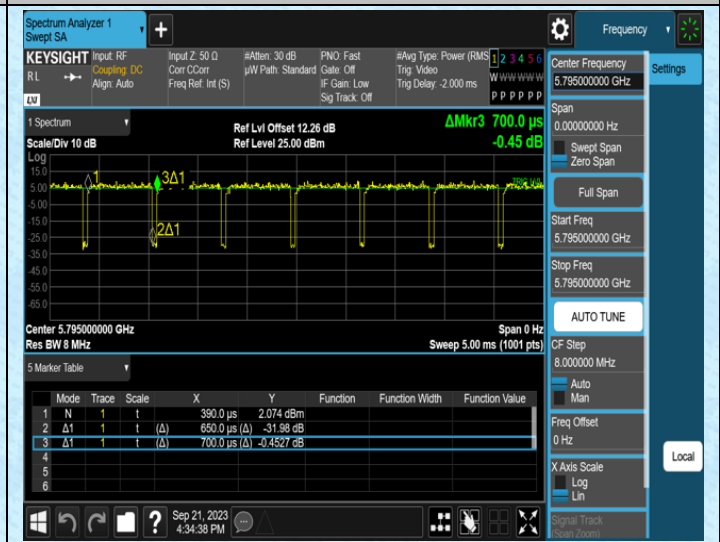 Spectrum Analyzer 1
Swept SA
+
Frequency
KEYSIGHT Input: RF Input Z: 50 Ω #Atten: 30 dB PNO: Fast #Avg Type: Power (RMS 1 2 3 4 5 6
RL Coupling: DC Corr CCorr µW Path: Standard Gate: Off Trig: Video W W W W W W
Align: Auto Freq Ref: Int (S) IF Gain: Low Trig Delay: -2.000 ms
Sig Track: Off P P P P P P
LXI
Center Frequency
5.795000000 GHz
Settings
Span
0.00000000 Hz
Swept Span
Zero Span
Full Span
Start Freq
5.795000000 GHz
Stop Freq
5.795000000 GHz
AUTO TUNE
CF Step
8.000000 MHz
Auto
Man
Freq Offset
0 Hz
X Axis Scale
Log
Lin
Signal Track
(Span Zoom)
Local
1 Spectrum
Ref Lvl Offset 12.26 dB ΔMkr3 700.0 µs
Scale/Div 10 dB Ref Level 25.00 dBm -0.45 dB
Log
15.0
5.00
-5.00
-15.0
-25.0
-35.0
-45.0
-55.0
-65.0
1
3Δ1
2Δ1
TRIG LVL
Center 5.795000000 GHz Span 0 Hz
Res BW 8 MHz Sweep 5.00 ms (1001 pts)
5 Marker Table
Mode Trace Scale X Y Function Function Width Function Value
1 N 1 t 390.0 µs 2.074 dBm
2 Δ1 1 t (Δ) 650.0 µs (Δ) -31.98 dB
3 Δ1 1 t (Δ) 700.0 µs (Δ) -0.4527 dB
4
5
6
? Sep 21, 2023
4:34:38 PM